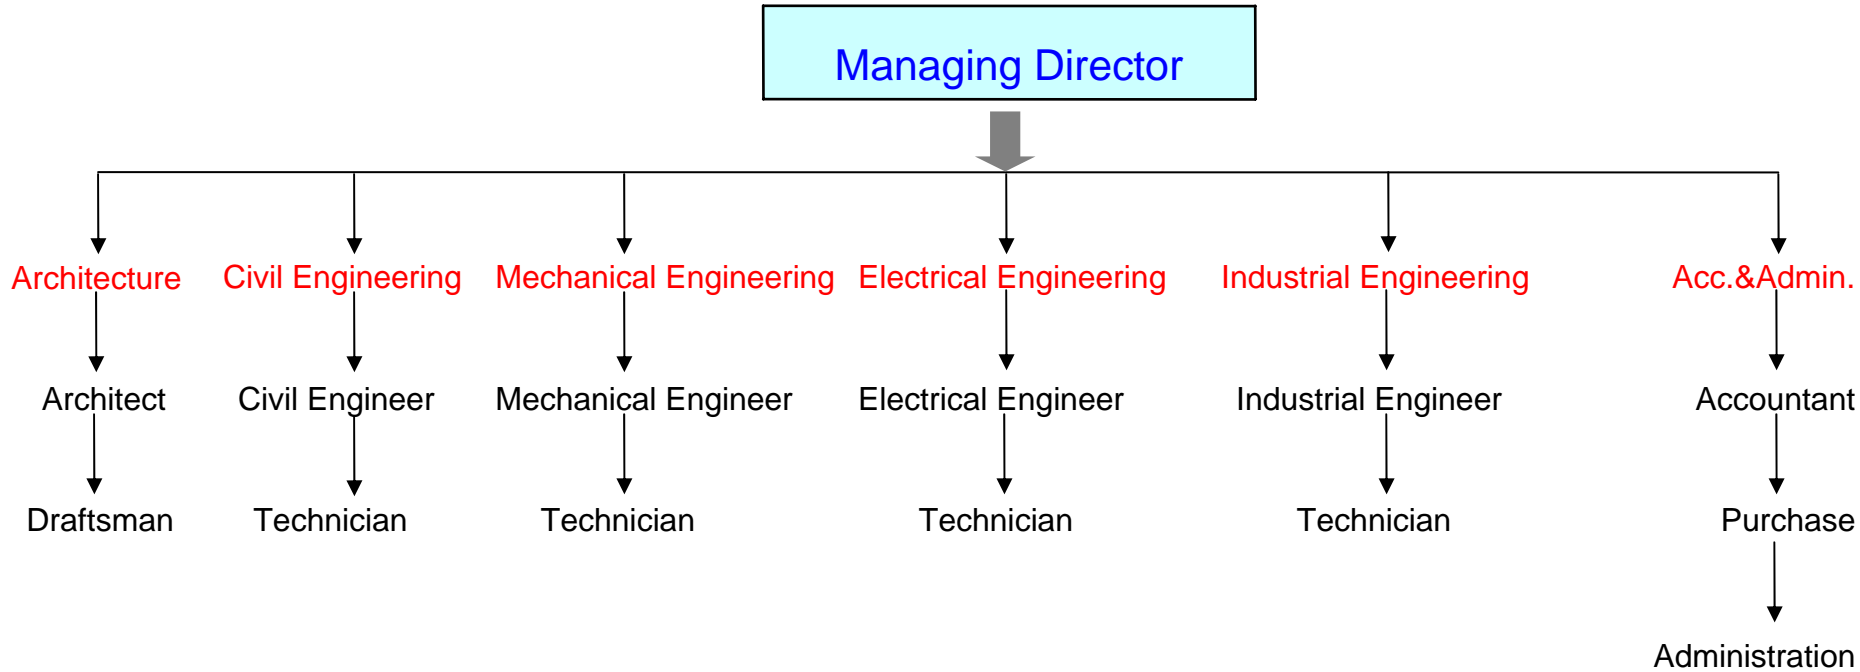 Managing Director
Architecture Civil Engineering Mechanical Engineering Electrical Engineering Industrial Engineering Acc.&Admin.
Architect Civil Engineer Mechanical Engineer Electrical Engineer Industrial Engineer Accountant
Draftsman Technician Technician Technician Technician Purchase
Administration